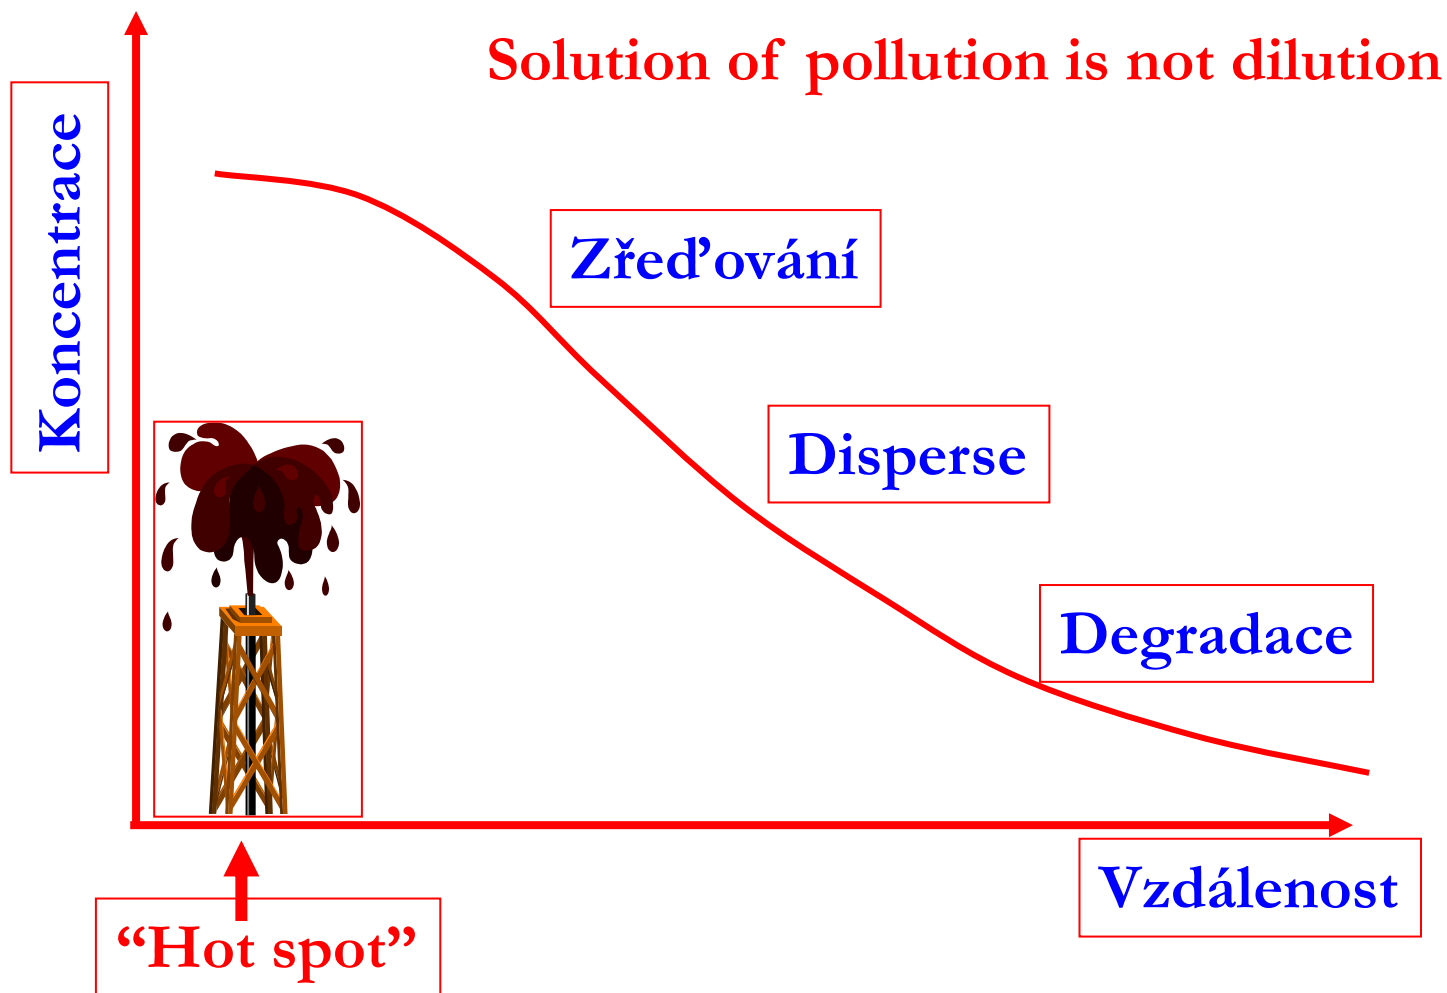 Solution of pollution is not dilution
Koncentrace
Zřeďování
Disperse
Degradace
Vzdálenost
“Hot spot”